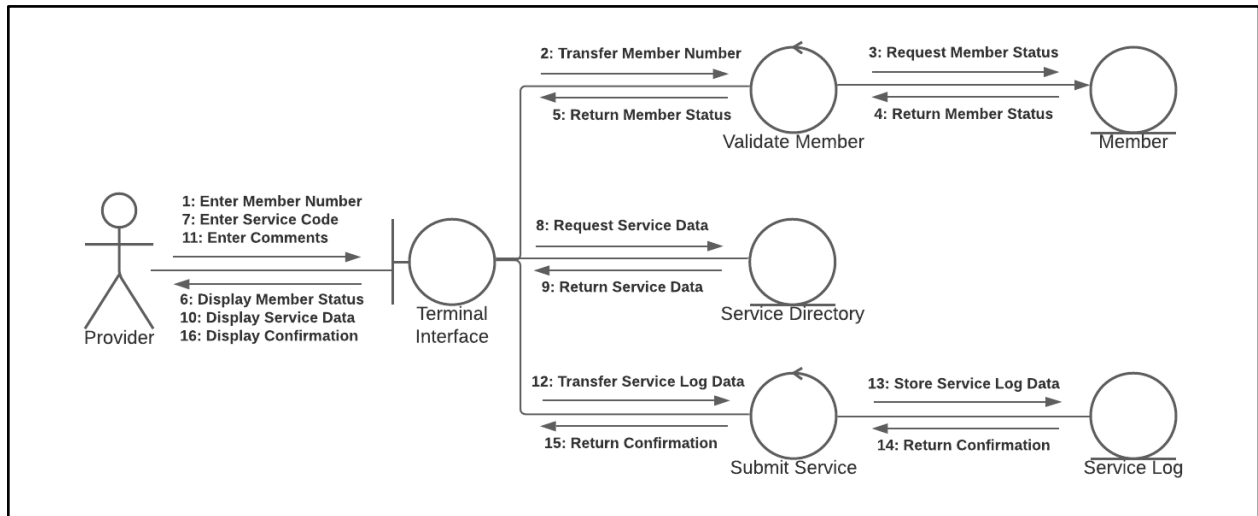 2: Transfer Member Number
3: Request Member Status
5: Return Member Status
4: Return Member Status
Validate Member
Member
1: Enter Member Number
7: Enter Service Code
11: Enter Comments
8: Request Service Data
6: Display Member Status
10: Display Service Data
16: Display Confirmation
9: Return Service Data
Provider
Terminal
Interface
Service Directory
12: Transfer Service Log Data
13: Store Service Log Data
15: Return Confirmation
14: Return Confirmation
Submit Service
Service Log